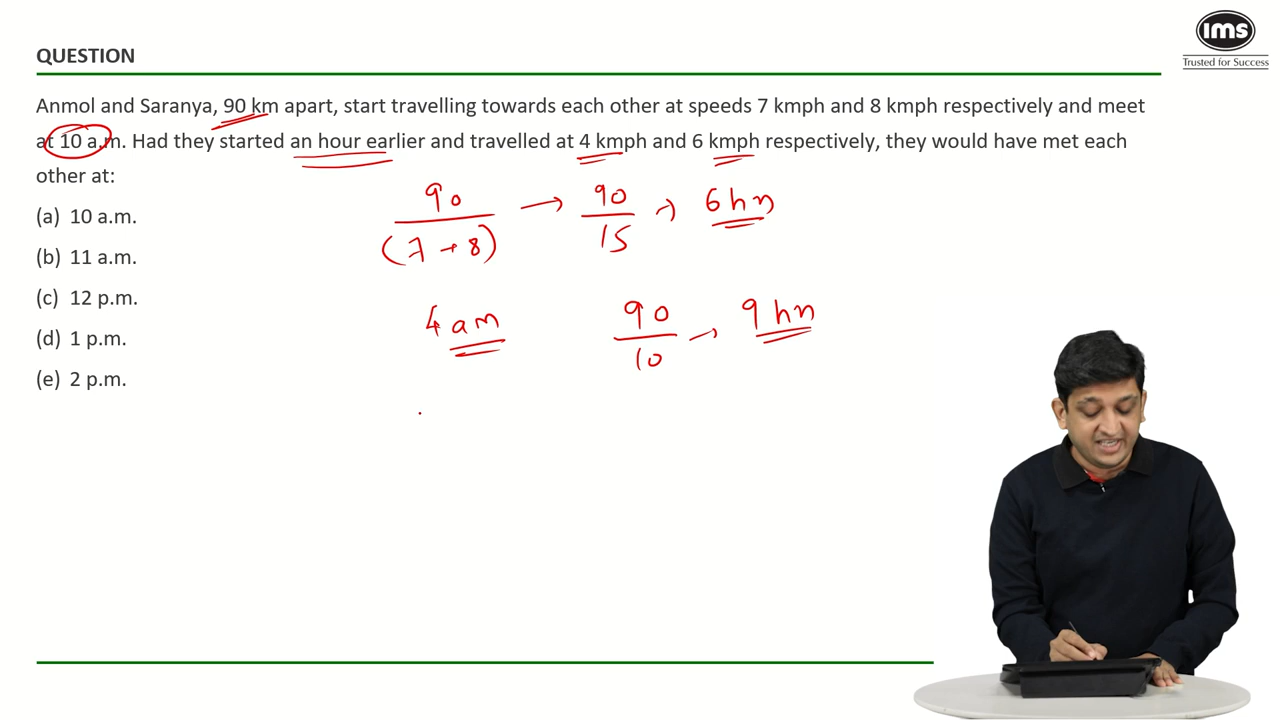 ims
Trusted for Success
QUESTION
Anmol and Saranya, 90 km apart, start travelling towards each other at speeds 7 kmph and 8 kmph respectively and meet
at 10 a.m. Had they started an hour earlier and travelled at 4 kmph and 6 kmph respectively, they would have met each
other at:
(a) 10 a.m.
(b) 11 a.m.
(c) 12 p.m.
(d) 1 p.m.
(e) 2 p.m.
90/(7+8) → 90/15 → 6 hrs
4 am
90/10 → 9 hrs